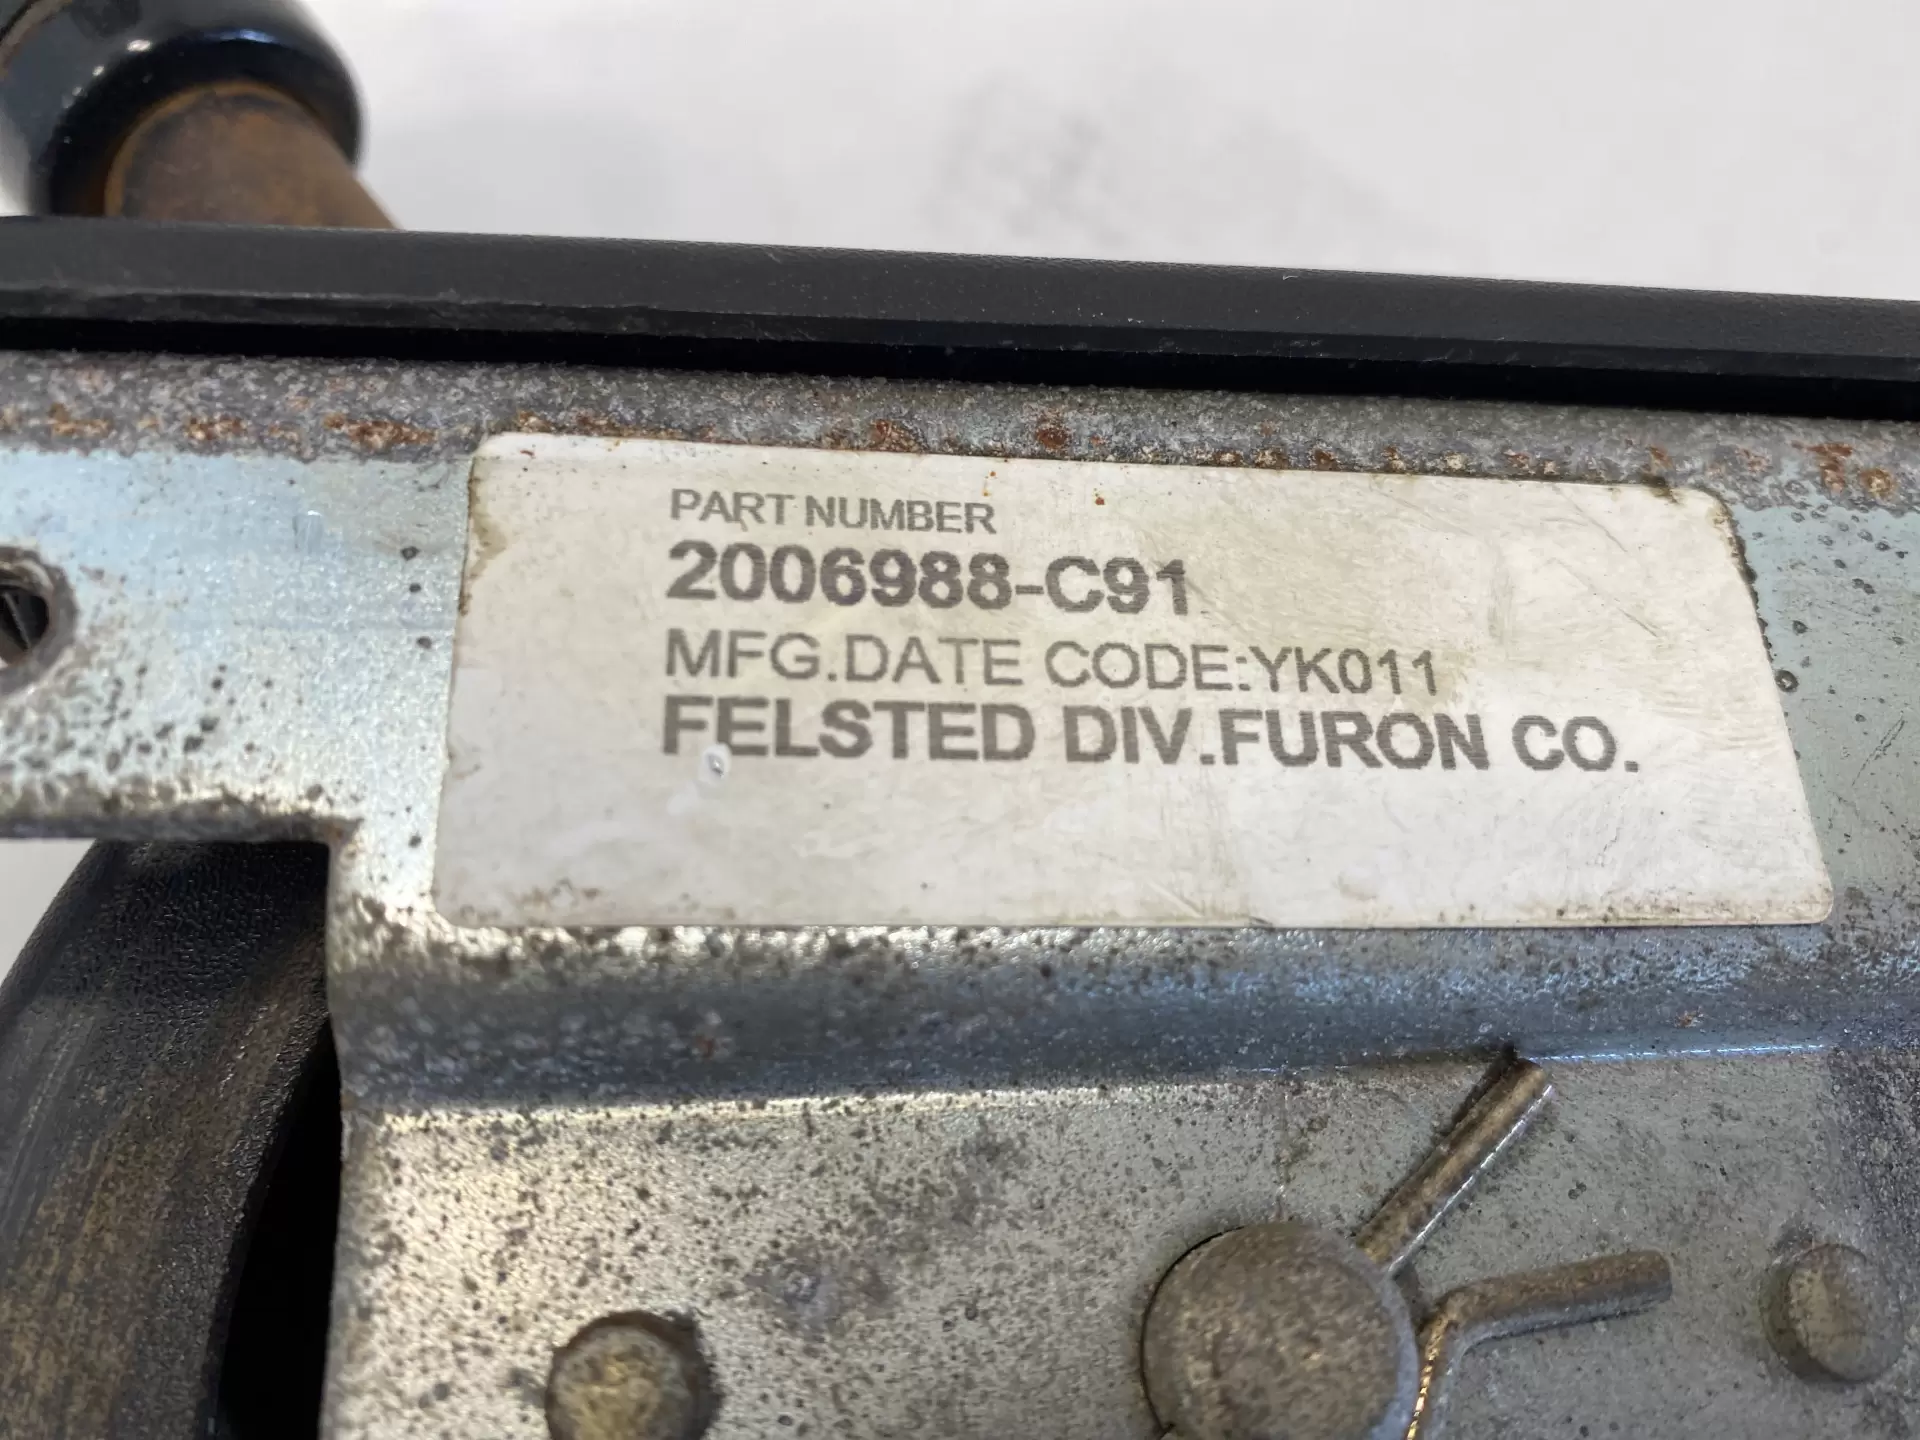 PART NUMBER
2006988-C91
MFG.DATE CODE:YK011
FELSTED DIV.FURON CO.